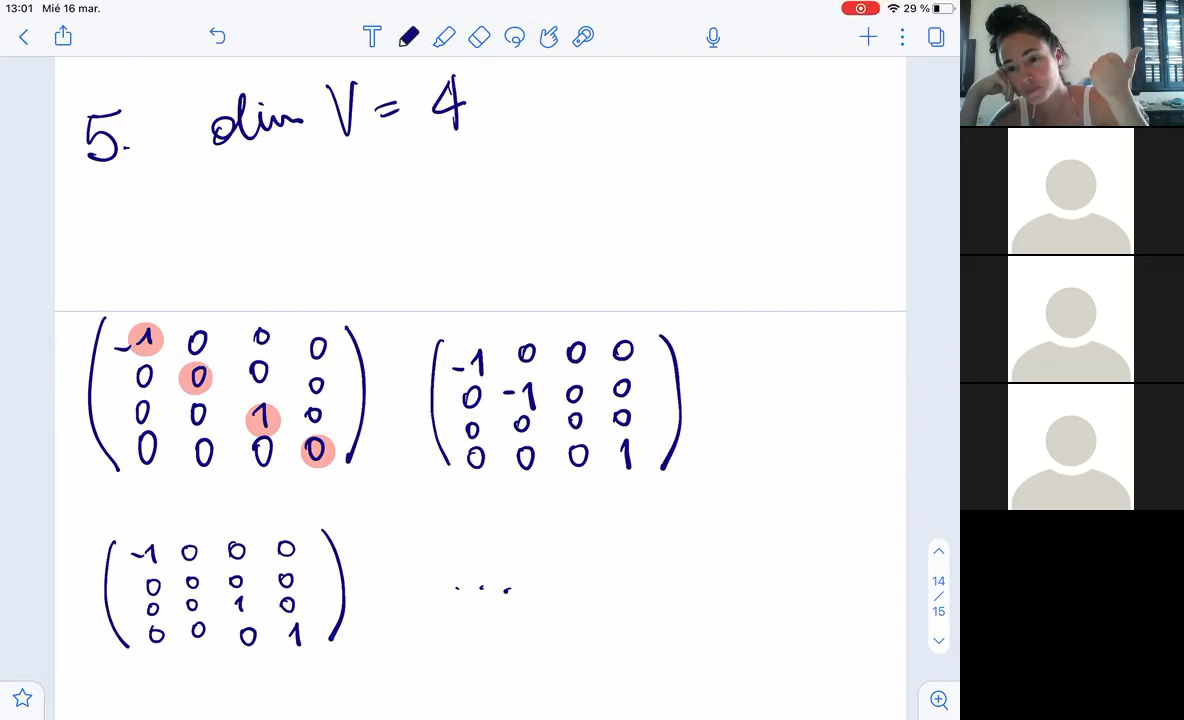 13:01 Mié 16 mar.
29 %
T
5. dim V = 4
-1 0 0 0
0 0 0 0
0 0 1 0
0 0 0 0
-1 0 0 0
0 -1 0 0
0 0 0 0
0 0 0 1
-1 0 0 0
0 0 0 0
0 0 1 0
0 0 0 1
...
14
/
15